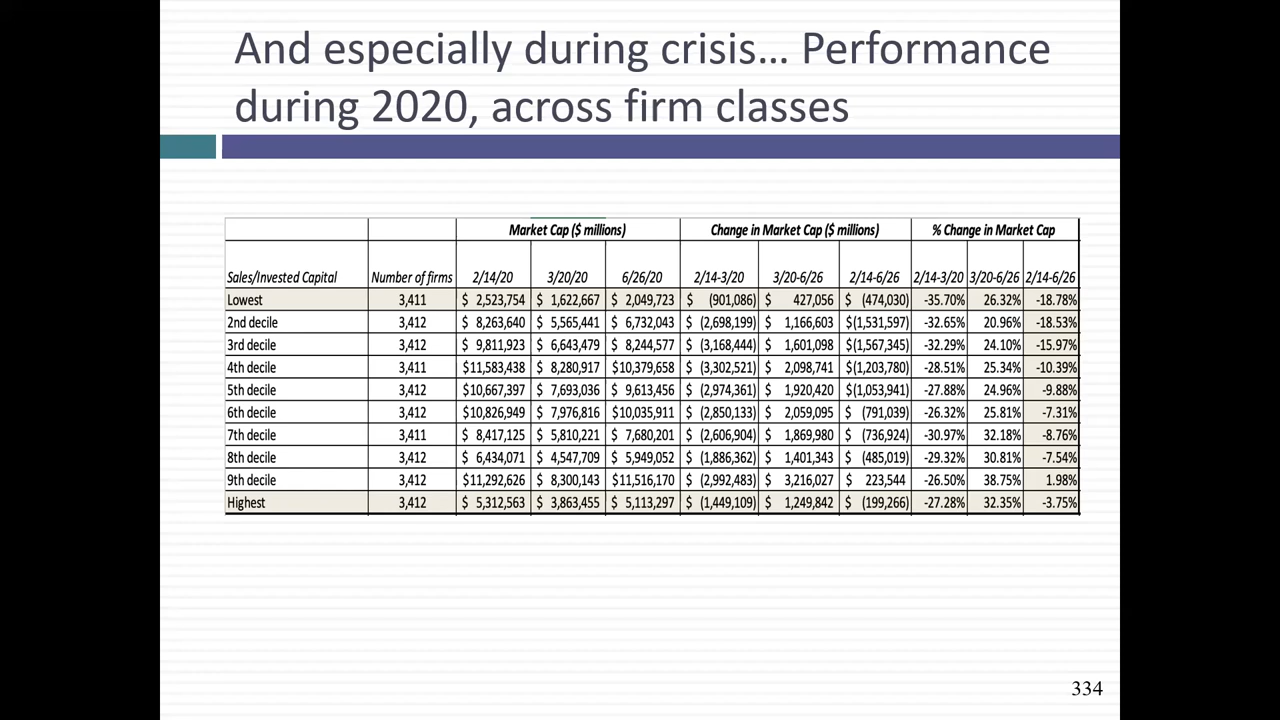 And especially during crisis... Performance
during 2020, across firm classes
Market Cap ($ millions) Change in Market Cap ($ millions) % Change in Market Cap
Sales/Invested Capital Number of firms 2/14/20 3/20/20 6/26/20 2/14-3/20 3/20-6/26 2/14-6/26 2/14-3/20 3/20-6/26 2/14-6/26
Lowest 3,411 $ 2,523,754 $ 1,622,667 $ 2,049,723 $ (901,086) $ 427,056 $ (474,030) -35.70% 26.32% -18.78%
2nd decile 3,412 $ 8,263,640 $ 5,565,441 $ 6,732,043 $ (2,698,199) $ 1,166,603 $(1,531,597) -32.65% 20.96% -18.53%
3rd decile 3,412 $ 9,811,923 $ 6,643,479 $ 8,244,577 $ (3,168,444) $ 1,601,098 $(1,567,345) -32.29% 24.10% -15.97%
4th decile 3,411 $11,583,438 $ 8,280,917 $10,379,658 $ (3,302,521) $ 2,098,741 $(1,203,780) -28.51% 25.34% -10.39%
5th decile 3,412 $10,667,397 $ 7,693,036 $ 9,613,456 $ (2,974,361) $ 1,920,420 $(1,053,941) -27.88% 24.96% -9.88%
6th decile 3,412 $10,826,949 $ 7,976,816 $10,035,911 $ (2,850,133) $ 2,059,095 $ (791,039) -26.32% 25.81% -7.31%
7th decile 3,411 $ 8,417,125 $ 5,810,221 $ 7,680,201 $ (2,606,904) $ 1,869,980 $ (736,924) -30.97% 32.18% -8.76%
8th decile 3,412 $ 6,434,071 $ 4,547,709 $ 5,949,052 $ (1,886,362) $ 1,401,343 $ (485,019) -29.32% 30.81% -7.54%
9th decile 3,412 $11,292,626 $ 8,300,143 $11,516,170 $ (2,992,483) $ 3,216,027 $ 223,544 -26.50% 38.75% 1.98%
Highest 3,412 $ 5,312,563 $ 3,863,455 $ 5,113,297 $ (1,449,109) $ 1,249,842 $ (199,266) -27.28% 32.35% -3.75%
334